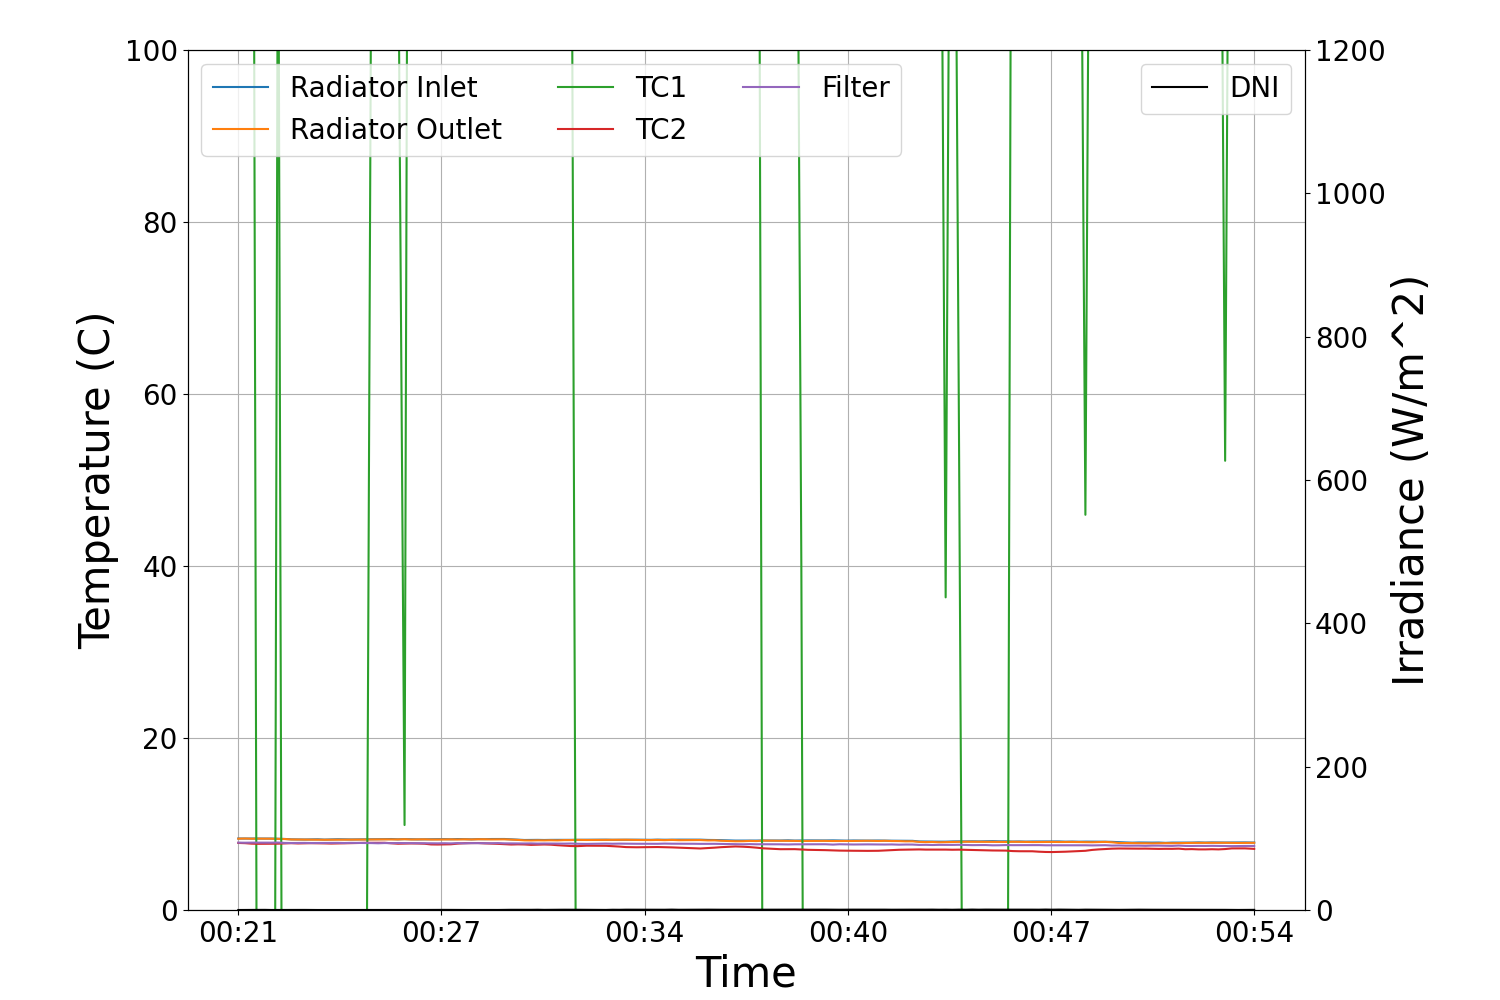 Radiator Inlet
Radiator Outlet
TC1
TC2
Filter
DNI
100
80
60
40
20
0
Temperature (C)
1200
1000
800
600
400
200
0
Irradiance (W/m^2)
00:21 00:27 00:34 00:40 00:47 00:54
Time